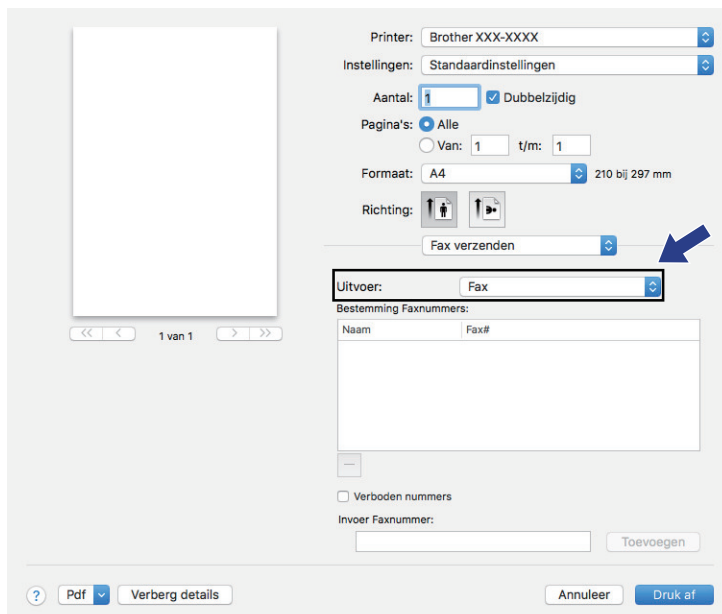 Printer: Brother XXX-XXXX
Instellingen: Standaardinstellingen
Aantal: 1 Dubbelzijdig
Pagina's: Alle
Van: 1 t/m: 1
Formaat: A4 210 bij 297 mm
Richting:
Fax verzenden
Uitvoer: Fax
Bestemming Faxnummers:
Naam Fax#
1 van 1
Verboden nummers
Invoer Faxnummer:
Toevoegen
? Pdf Verberg details Annuleer Druk af